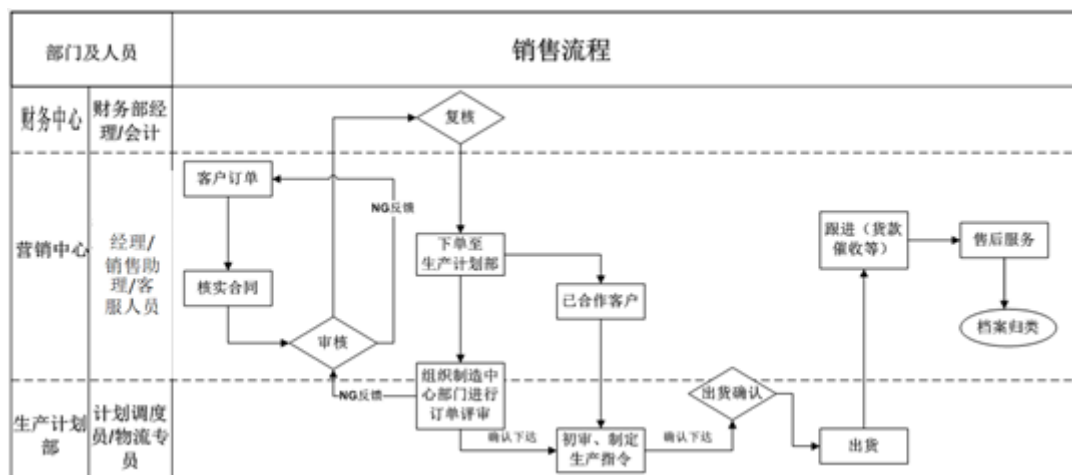 部门及人员
销售流程
财务中心
财务部经
理/会计
复核
营销中心
经理/
销售助
理/客
服人员
客户订单
NG反馈
核实合同
审核
下单至
生产计划部
已合作客户
跟进（货款
催收等）
售后服务
档案归类
生产计划
部
计划调度
员/物流专
员
NG反馈
组织制造中
心部门进行
订单评审
确认下达
初审、制定
生产指令
确认下达
出货确认
出货